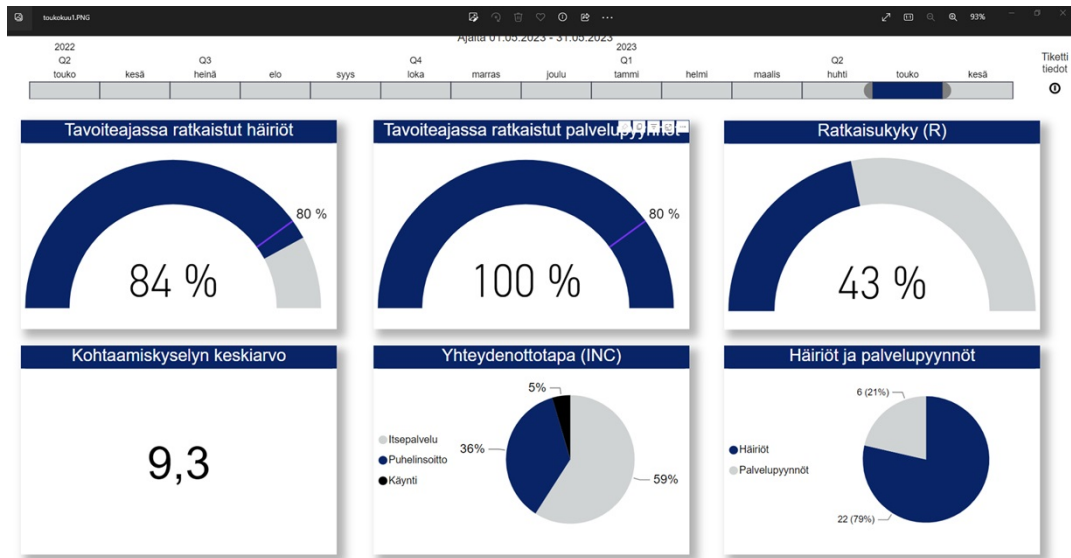 toukokuu1.PNG
93%
Ajalta 01.05.2023 - 31.05.2023
2022 2023
Q2 Q3 Q4 Q1 Q2
touko kesä heinä elo syys loka marras joulu tammi helmi maalis huhti touko kesä
Tiketti
tiedot
Tavoiteajassa ratkaistut häiriöt
80 %
84 %
Tavoiteajassa ratkaistut palvelupyynnöt
80 %
100 %
Ratkaisukyky (R)
43 %
Kohtaamiskyselyn keskiarvo
9,3
Yhteydenottotapa (INC)
5%
Itsepalvelu
36%
Puhelinsoitto
Käynti
59%
Häiriöt ja palvelupyynnöt
6 (21%)
Häiriöt
Palvelupyynnöt
22 (79%)